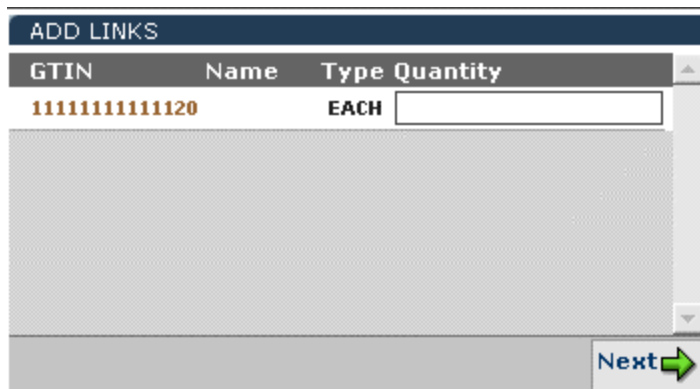 ADD LINKS
GTIN Name Type Quantity
11111111111120 EACH
Next